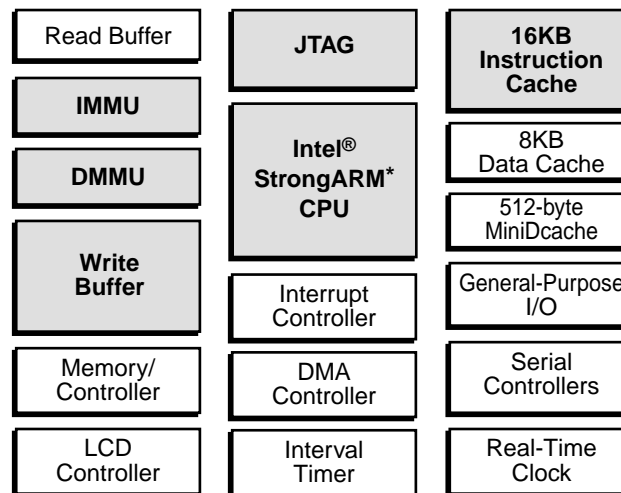 Read Buffer
IMMU
DMMU
Write
Buffer
Memory/
Controller
LCD
Controller
JTAG
Intel®
StrongARM*
CPU
Interrupt
Controller
DMA
Controller
Interval
Timer
16KB
Instruction
Cache
8KB
Data Cache
512-byte
MiniDcache
General-Purpose
I/O
Serial
Controllers
Real-Time
Clock